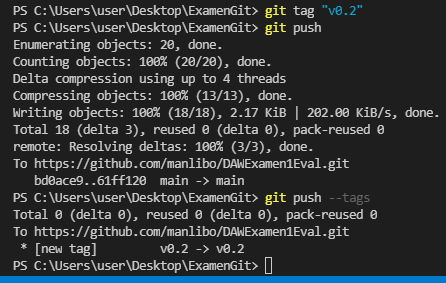 PS C:\Users\user\Desktop\ExamenGit> git tag "v0.2"
PS C:\Users\user\Desktop\ExamenGit> git push
Enumerating objects: 20, done.
Counting objects: 100% (20/20), done.
Delta compression using up to 4 threads
Compressing objects: 100% (13/13), done.
Writing objects: 100% (18/18), 2.17 KiB | 202.00 KiB/s, done.
Total 18 (delta 3), reused 0 (delta 0), pack-reused 0
remote: Resolving deltas: 100% (3/3), done.
To https://github.com/manlibo/DAWExamen1Eval.git
   bd0ace9..61ff120  main -> main
PS C:\Users\user\Desktop\ExamenGit> git push --tags
Total 0 (delta 0), reused 0 (delta 0), pack-reused 0
To https://github.com/manlibo/DAWExamen1Eval.git
 * [new tag]         v0.2 -> v0.2
PS C:\Users\user\Desktop\ExamenGit>